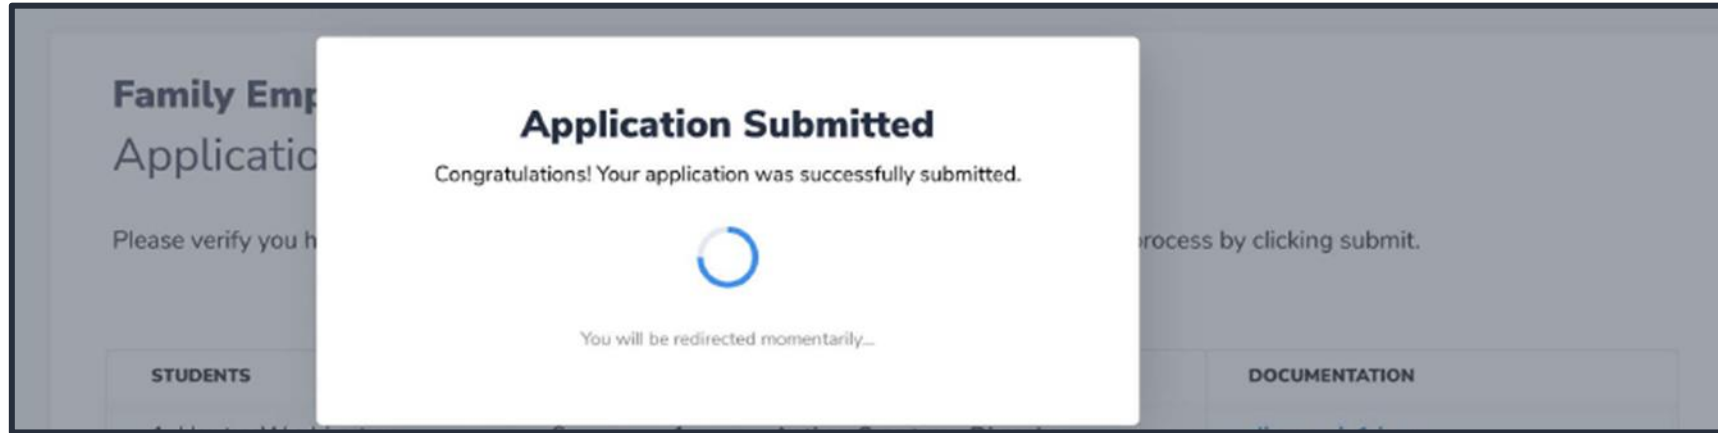 Family Emp
Application Submitted
Applicatio
Congratulations! Your application was successfully submitted.
Please verify you h
rocess by clicking submit.
You will be redirected momentarily...
STUDENTS
DOCUMENTATION